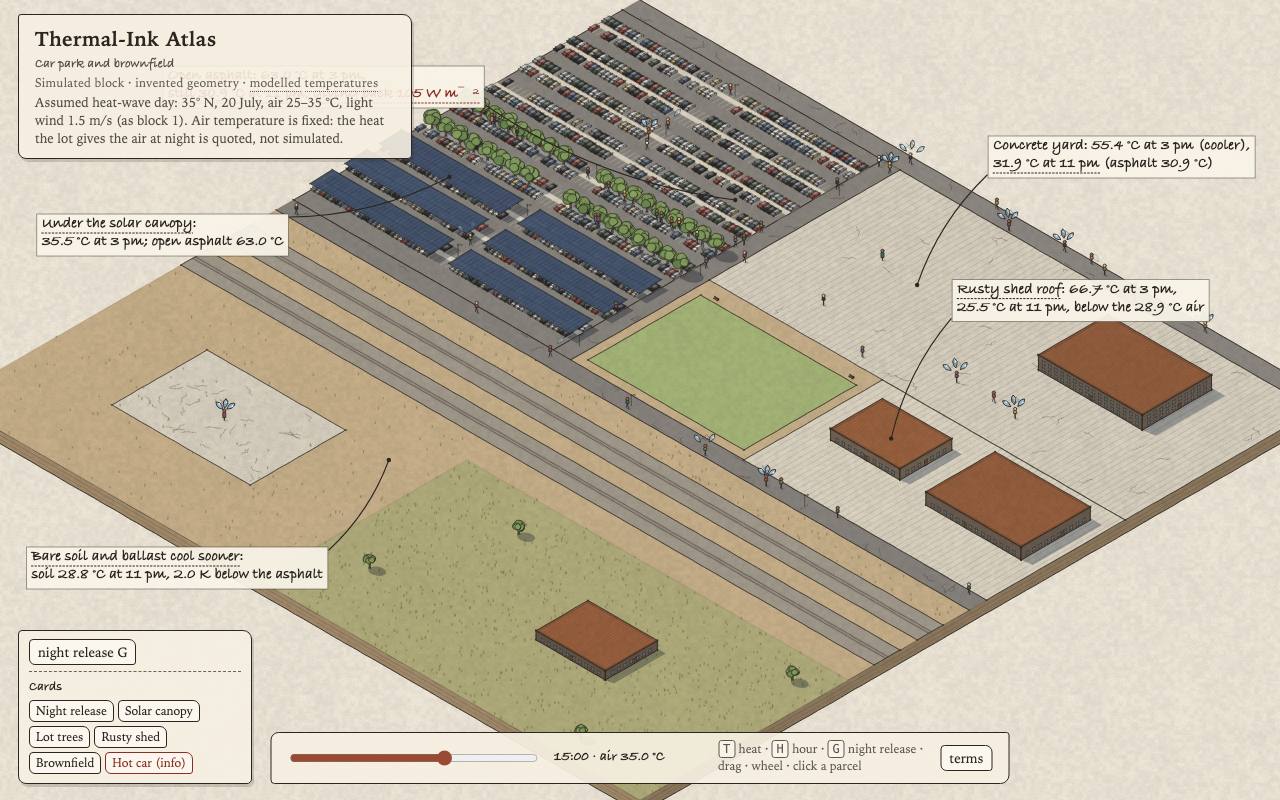 Thermal-Ink Atlas
Car park and brownfield
Simulated block · invented geometry · modelled temperatures
Assumed heat-wave day: 35° N, 20 July, air 25–35 °C, light
wind 1.5 m/s (as block 1). Air temperature is fixed: the heat
the lot gives the air at night is quoted, not simulated.
5 W m⁻²
Concrete yard: 55.4 °C at 3 pm (cooler),
31.9 °C at 11 pm (asphalt 30.9 °C)
Under the solar canopy:
35.5 °C at 3 pm; open asphalt 63.0 °C
Rusty shed roof: 66.7 °C at 3 pm,
25.5 °C at 11 pm, below the 28.9 °C air
Bare soil and ballast cool sooner:
soil 28.8 °C at 11 pm, 2.0 K below the asphalt
night release G
Cards
Night release
Solar canopy
Lot trees
Rusty shed
Brownfield
Hot car (info)
15:00 · air 35.0 °C
T heat · H hour · G night release ·
drag · wheel · click a parcel
terms